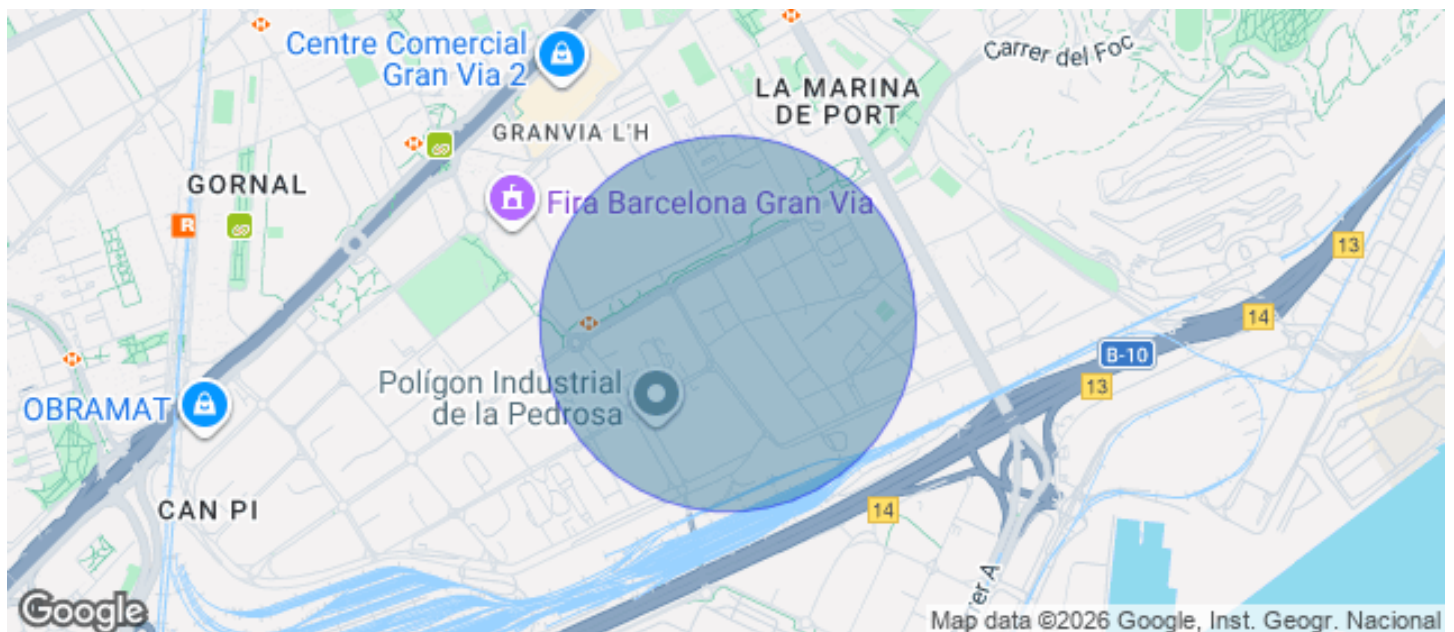 Centre Comercial
Gran Via 2
Carrer del Foc
LA MARINA
DE PORT
GRANVIA L'H
GORNAL
R
Fira Barcelona Gran Via
13
14
B-10
13
Polígon Industrial
de la Pedrosa
OBRAMAT
CAN PI
14
er A
Google
Map data ©2026 Google, Inst. Geogr. Nacional